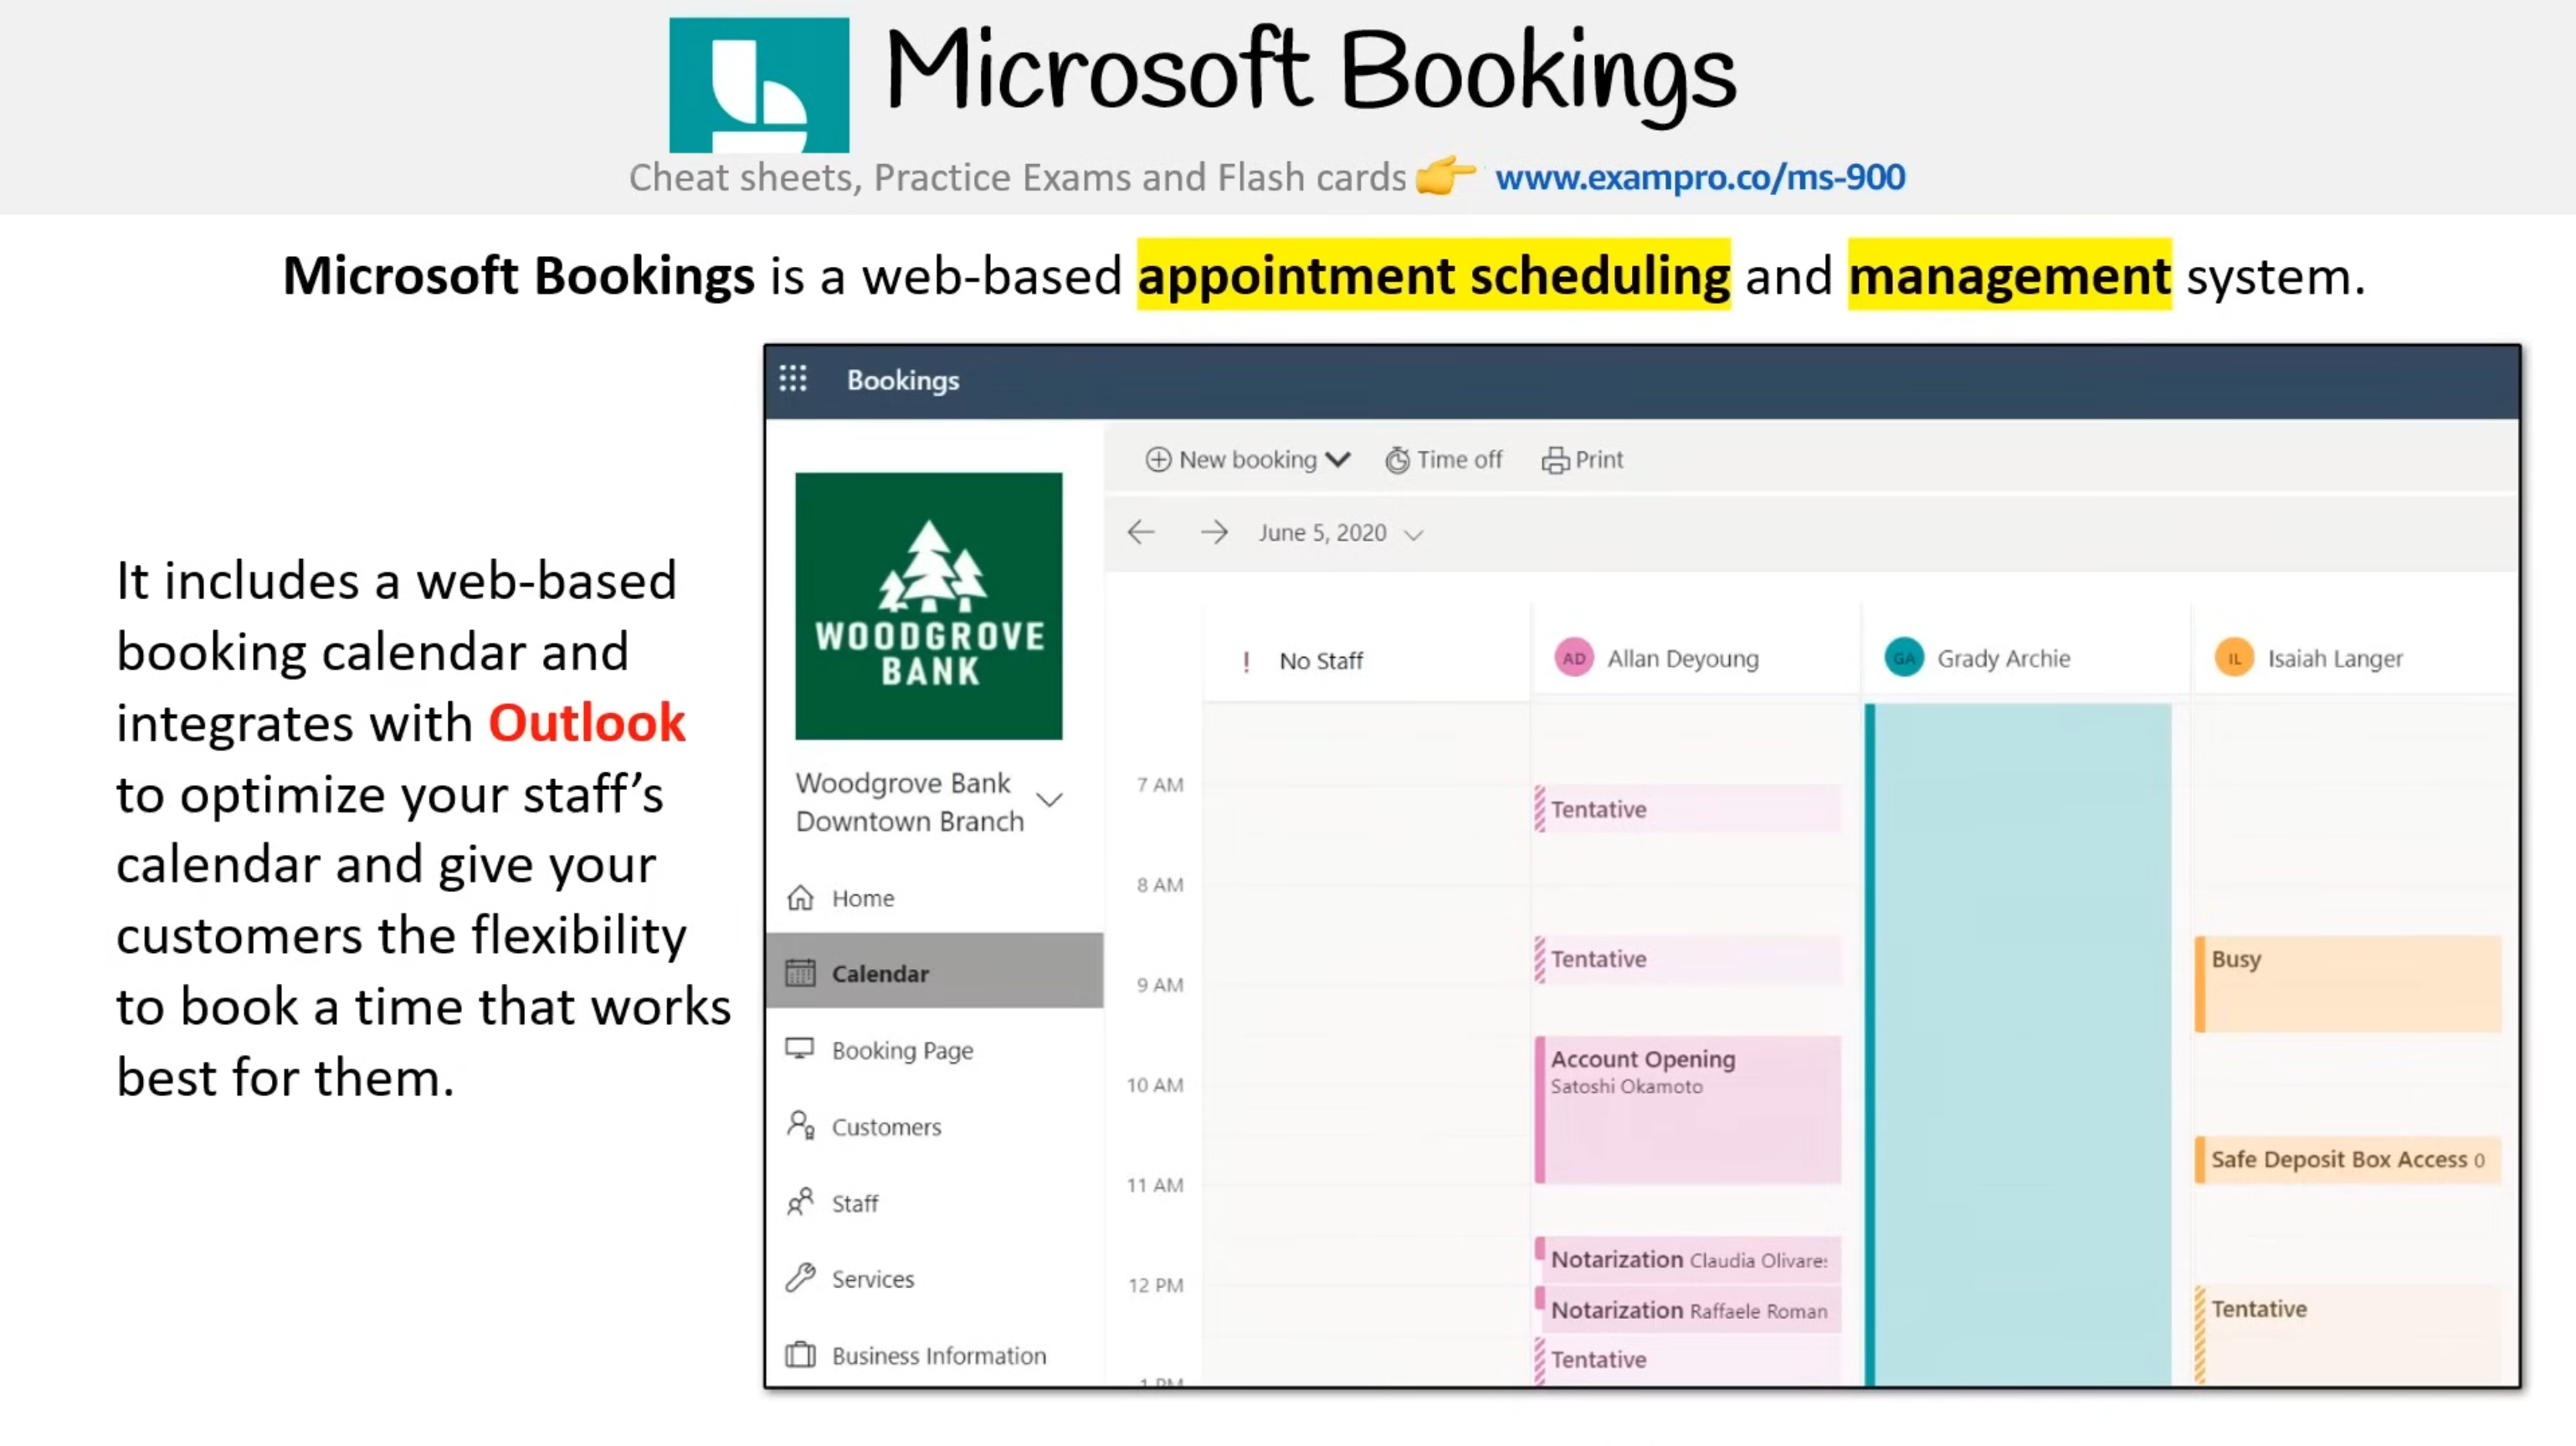 Microsoft Bookings
Cheat sheets, Practice Exams and Flash cards 👉 www.exampro.co/ms-900
Microsoft Bookings is a web-based appointment scheduling and management system.
It includes a web-based
booking calendar and
integrates with Outlook
to optimize your staff’s
calendar and give your
customers the flexibility
to book a time that works
best for them.
Bookings
New booking
Time off
Print
June 5, 2020
WOODGROVE
BANK
Woodgrove Bank
Downtown Branch
Home
Calendar
Booking Page
Customers
Staff
Services
Business Information
! No Staff
AD Allan Deyoung
GA Grady Archie
IL Isaiah Langer
7 AM
8 AM
9 AM
10 AM
11 AM
12 PM
1 PM
Tentative
Tentative
Account Opening
Satoshi Okamoto
Notarization Claudia Olivares
Notarization Raffaele Roman
Tentative
Busy
Safe Deposit Box Access 0
Tentative